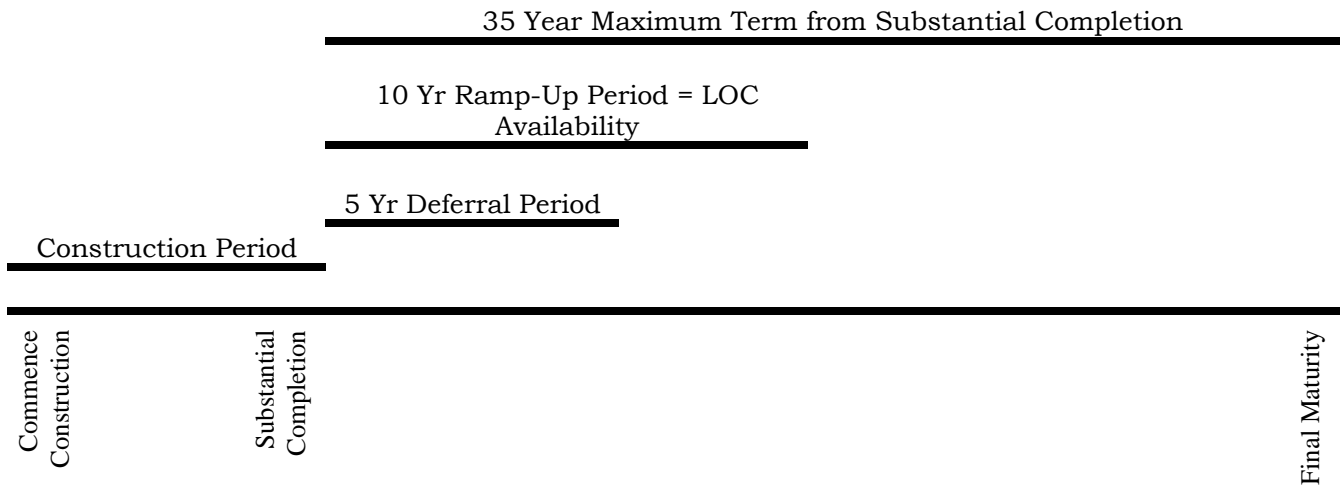 35 Year Maximum Term from Substantial Completion
10 Yr Ramp-Up Period = LOC
Availability
5 Yr Deferral Period
Construction Period
Commence
Construction
Substantial
Completion
Final Maturity